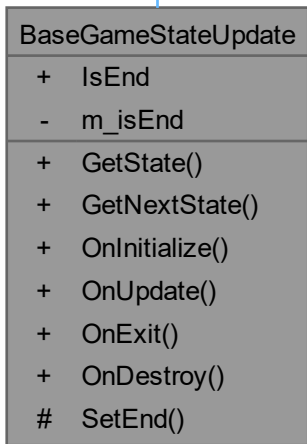 BaseGameStateUpdate
+ IsEnd
- m_isEnd
+ GetState()
+ GetNextState()
+ OnInitialize()
+ OnUpdate()
+ OnExit()
+ OnDestroy()
# SetEnd()